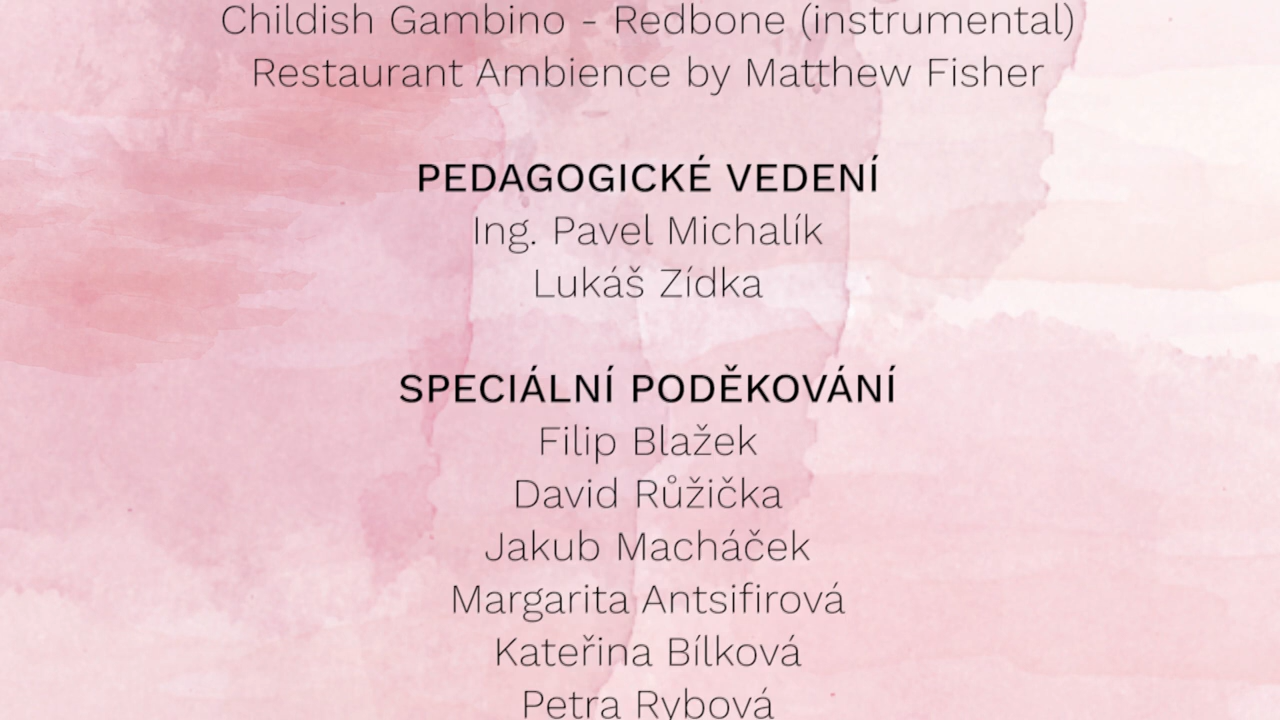 Childish Gambino - Redbone (instrumental)
Restaurant Ambience by Matthew Fisher
PEDAGOGICKÉ VEDENÍ
Ing. Pavel Michalík
Lukáš Zídka
SPECIÁLNÍ PODĚKOVÁNÍ
Filip Blažek
David Růžička
Jakub Macháček
Margarita Antsifirová
Kateřina Bílková
Petra Rybová